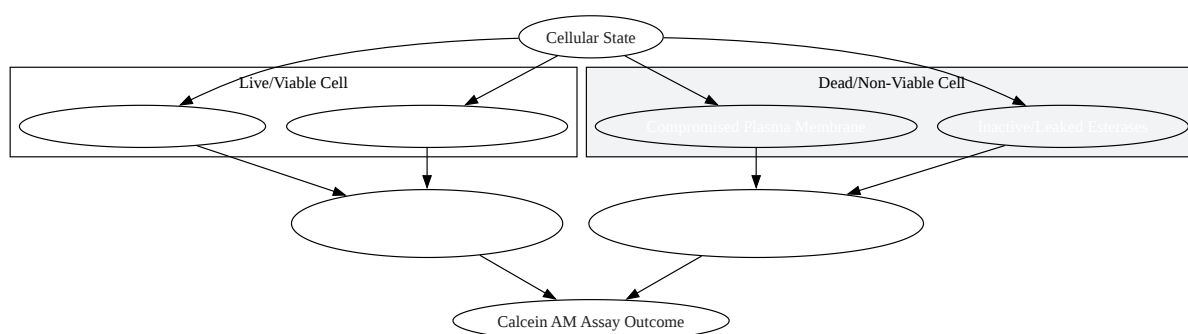 Cellular State
Live/Viable Cell
Dead/Non-Viable Cell
Compromised Plasma Membrane
Inactive/Leaked Esterases
Calcein AM Assay Outcome